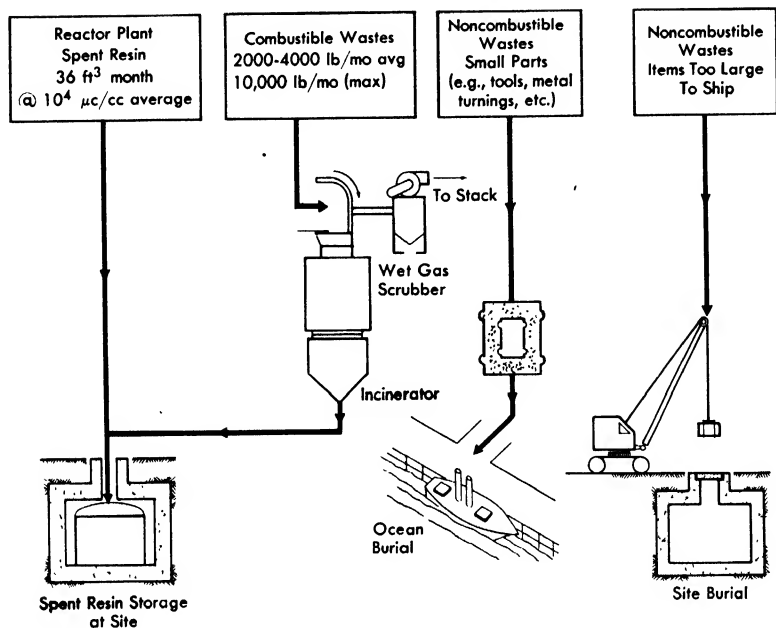 Reactor Plant
Spent Resin
36 ft³ month
@ 10⁴ μc/cc average
Combustible Wastes
2000-4000 lb/mo avg
10,000 lb/mo (max)
Noncombustible
Wastes
Small Parts
(e.g., tools, metal
turnings, etc.)
Noncombustible
Wastes
Items Too Large
To Ship
To Stack
Wet Gas
Scrubber
Incinerator
Ocean
Burial
Spent Resin Storage
at Site
Site Burial